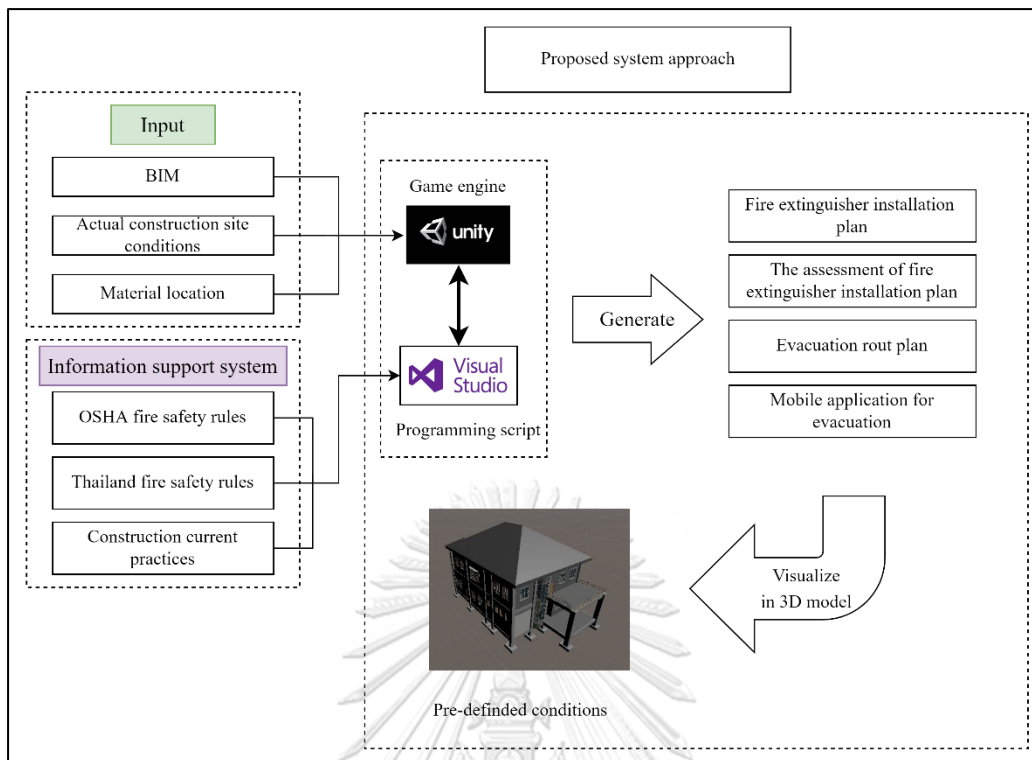 Proposed system approach
Input
BIM
Actual construction site
conditions
Material location
Information support system
OSHA fire safety rules
Thailand fire safety rules
Construction current
practices
Game engine
unity
Visual
Studio
Programming script
Generate
Fire extinguisher installation
plan
The assessment of fire
extinguisher installation plan
Evacuation rout plan
Mobile application for
evacuation
Visualize
in 3D model
Pre-definded conditions